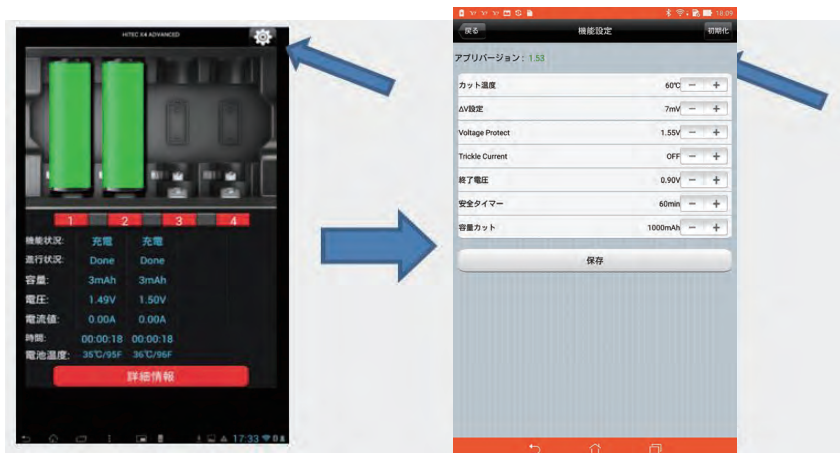 HITEC X4 ADVANCED
1 2 3 4
機能状況: 充電 充電
進行状況: Done Done
容量: 3mAh 3mAh
電圧: 1.49V 1.50V
電流値: 0.00A 0.00A
時間: 00:00:18 00:00:18
電池温度: 35℃/95F 36℃/96F
詳細情報
17:33
18:09
戻る 機能設定 初期化
アプリバージョン: 1.53
カット温度 60℃ − +
ΔV設定 7mV − +
Voltage Protect 1.55V − +
Trickle Current OFF − +
終了電圧 0.90V − +
安全タイマー 60min − +
容量カット 1000mAh − +
保存